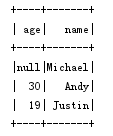 +----+-------+
| age|   name|
+----+-------+
|null|Michael|
|  30|   Andy|
|  19| Justin|
+----+-------+